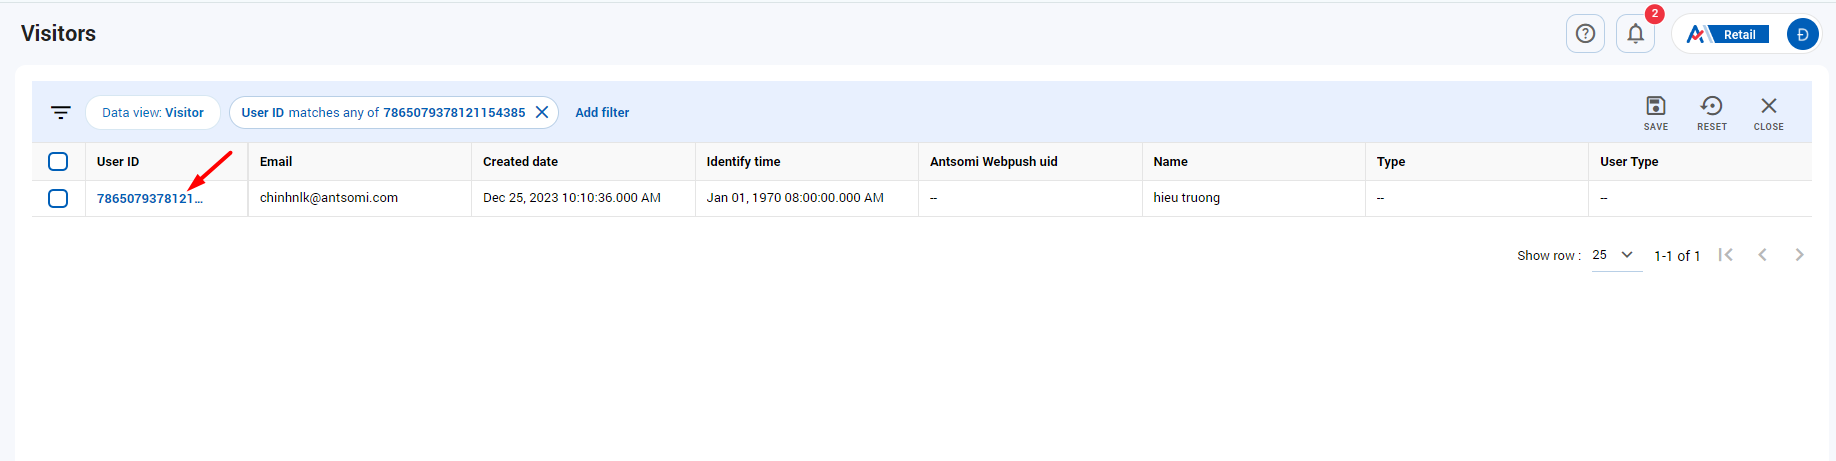 Visitors
2
Retail
Đ
Data view: Visitor
User ID matches any of 7865079378121154385
Add filter
SAVE
RESET
CLOSE
User ID Email Created date Identify time Antsomi Webpush uid Name Type User Type
7865079378121... chinhnlk@antsomi.com Dec 25, 2023 10:10:36.000 AM Jan 01, 1970 08:00:00.000 AM -- hieu truong -- --
Show row : 25 1-1 of 1